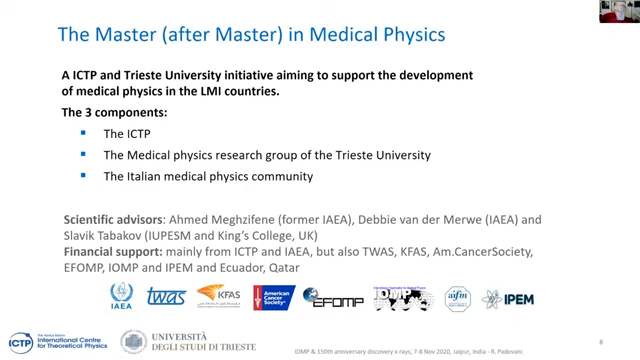 The Master (after Master) in Medical Physics
A ICTP and Trieste University initiative aiming to support the development
of medical physics in the LMI countries.
The 3 components:
The ICTP
The Medical physics research group of the Trieste University
The Italian medical physics community
Scientific advisors: Ahmed Meghzifene (former IAEA), Debbie van der Merwe (IAEA) and
Slavik Tabakov (IUPESM and King's College, UK)
Financial support: mainly from ICTP and IAEA, but also TWAS, KFAS, Am.CancerSociety,
EFOMP, IOMP and IPEM and Ecuador, Qatar
IAEA
twas
KFAS
American
Cancer
Society
EFOMP
IOMP
aifm
IPEM
ICTP
International Centre
for Theoretical Physics
UNIVERSITÀ
DEGLI STUDI DI TRIESTE
IDMP & 150th anniversary discovery x-rays, 7-8 Nov 2020, Jaipur, India - R. Padovani
8